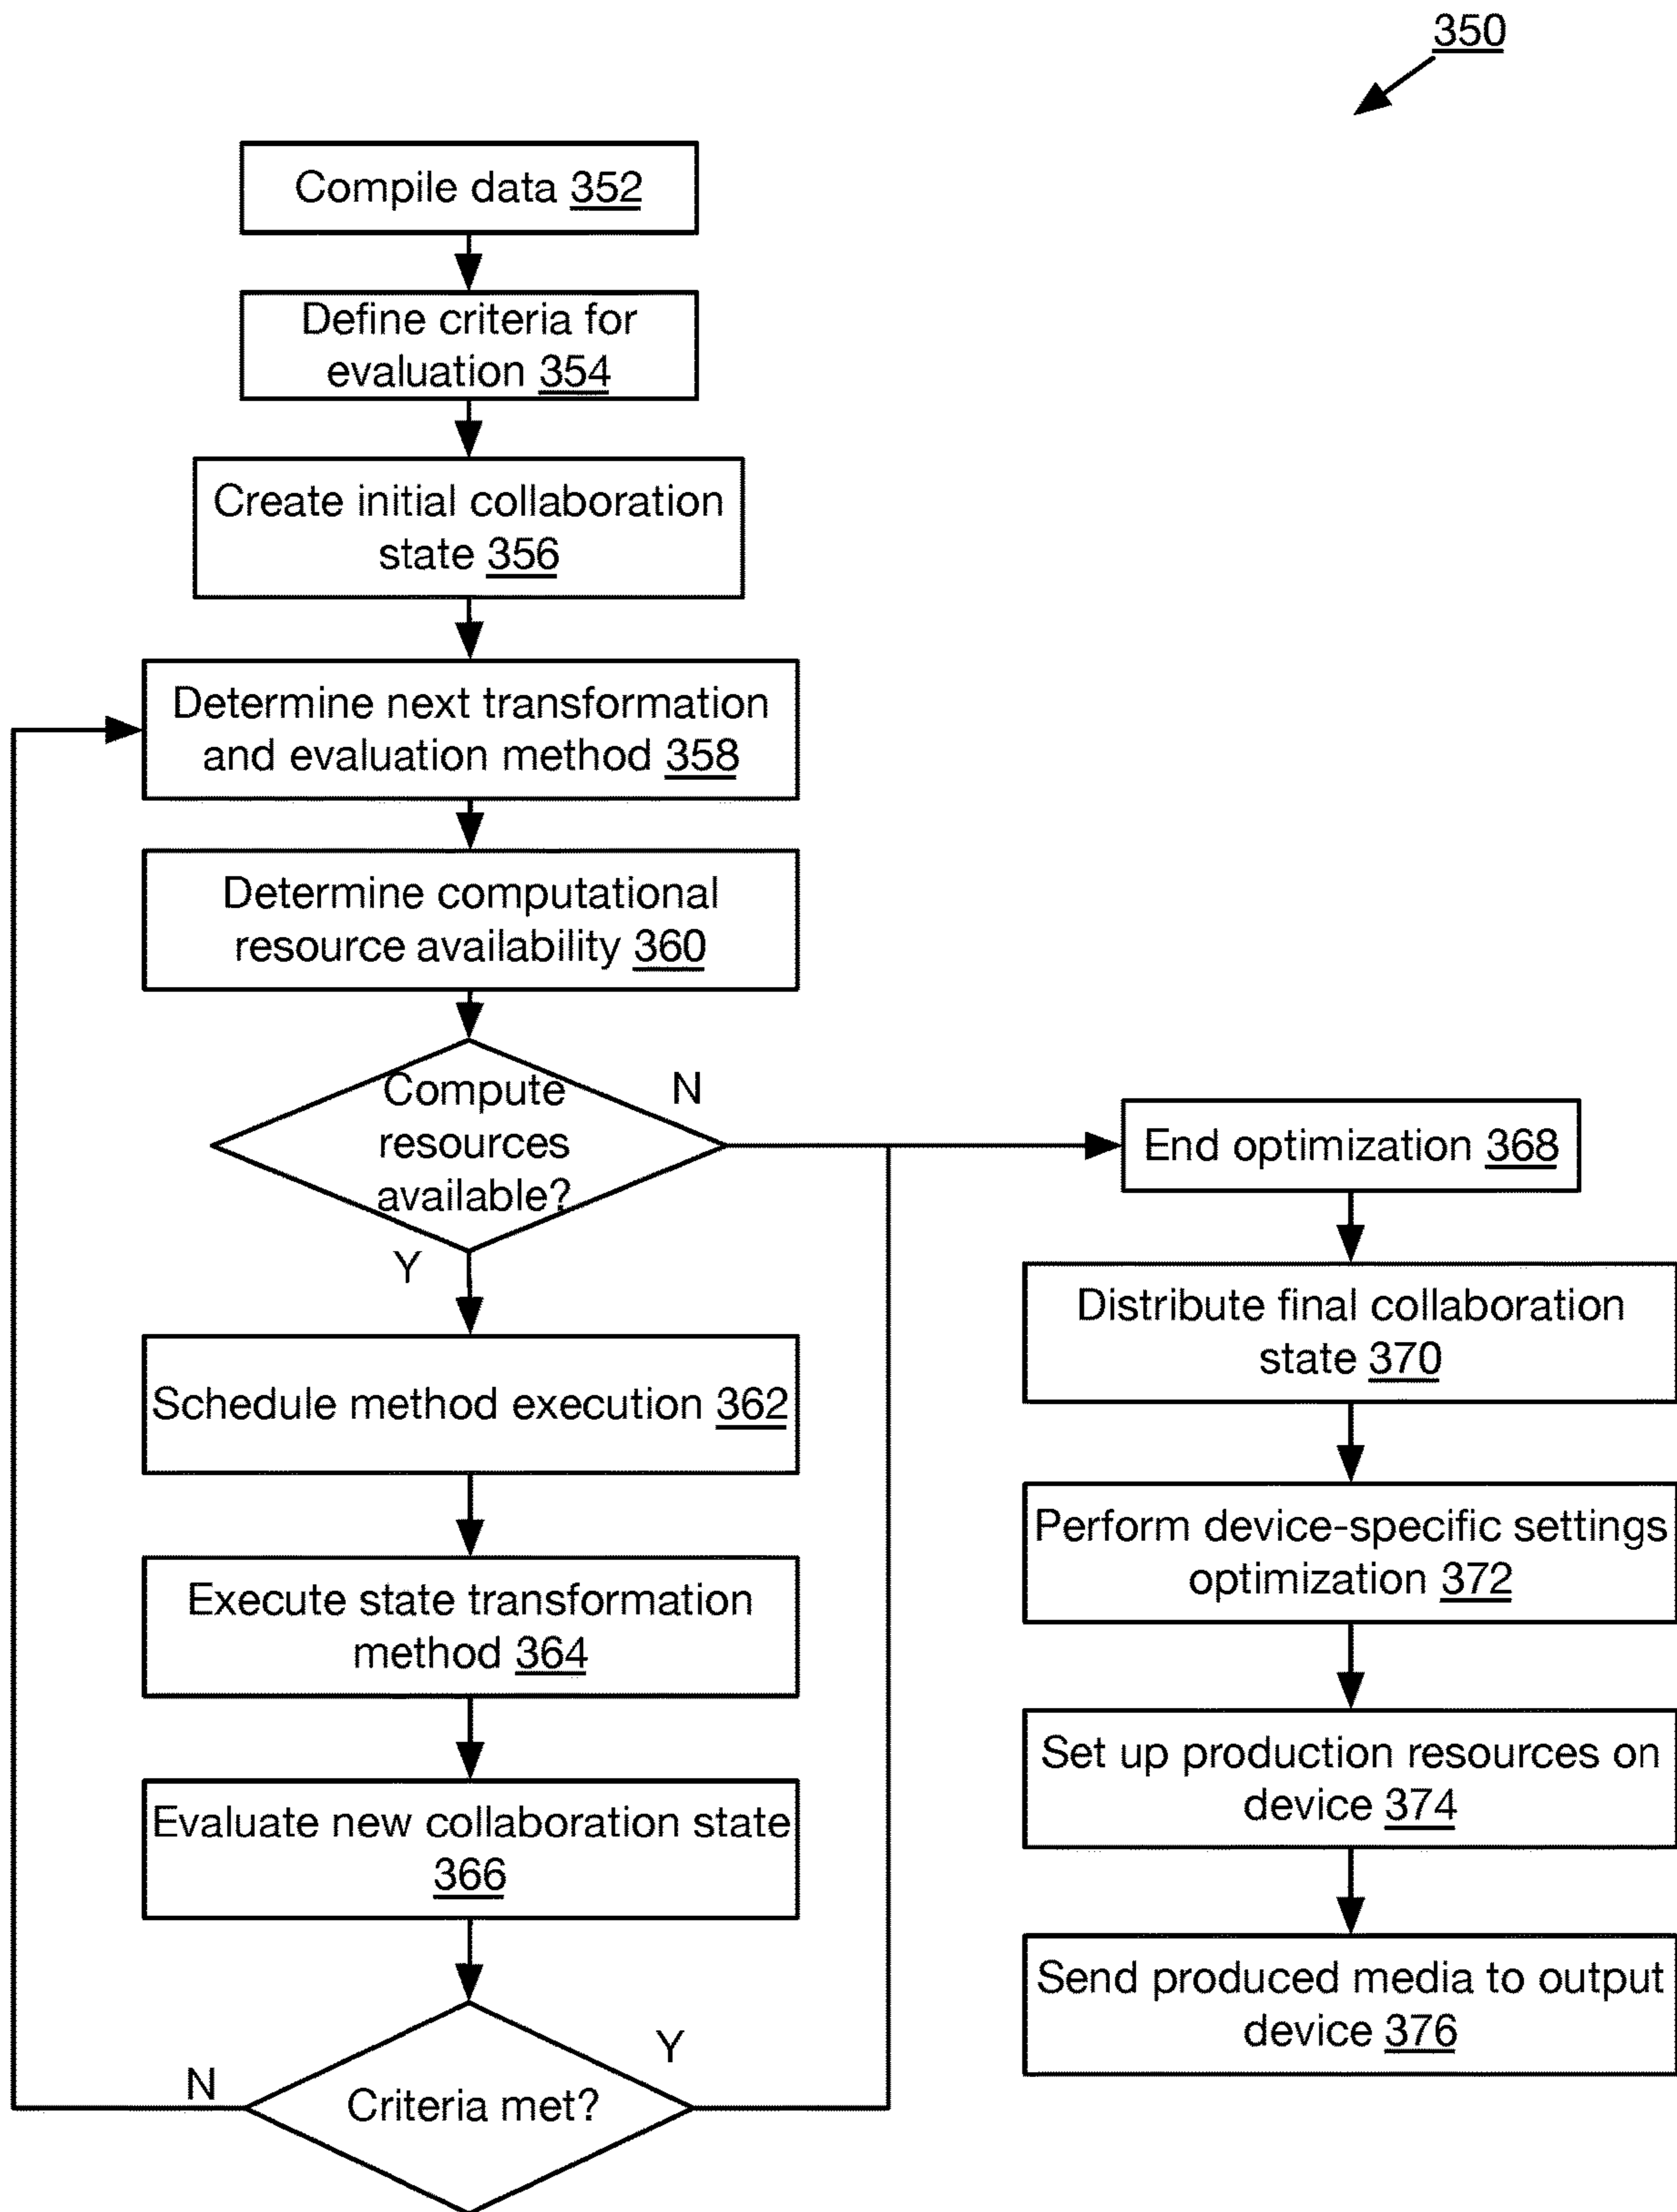 350
Compile data 352
Define criteria for
evaluation 354
Create initial collaboration
state 356
Determine next transformation
and evaluation method 358
Determine computational
resource availability 360
Compute
resources
available?
N
Y
Schedule method execution 362
Execute state transformation
method 364
Evaluate new collaboration state
366
Criteria met?
N
Y
End optimization 368
Distribute final collaboration
state 370
Perform device-specific settings
optimization 372
Set up production resources on
device 374
Send produced media to output
device 376